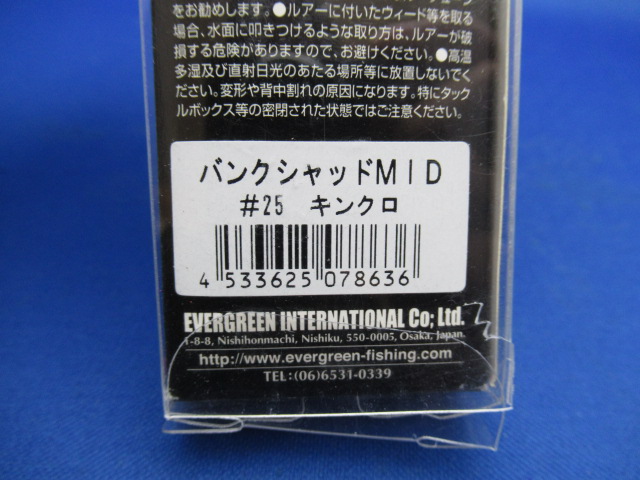 をお勧めします。●ルアーに付いたウィード等を取る
場合、水面に叩きつけるような取り方は、ルアーが破
損する危険がありますので、お避けください。●高温
多湿及び直射日光のあたる場所等に放置しないでく
ださい。変形や背中割れの原因になります。特にタック
ルボックス等の密閉された状態ではご注意ください。
バンクシャッドMID
#25 キンクロ
4 533625 078636
EVERGREEN INTERNATIONAL Co; Ltd.
1-8-8, Nishihonmachi, Nishiku, 550-0005, Osaka, Japan.
http://www.evergreen-fishing.com
TEL:(06)6531-0339